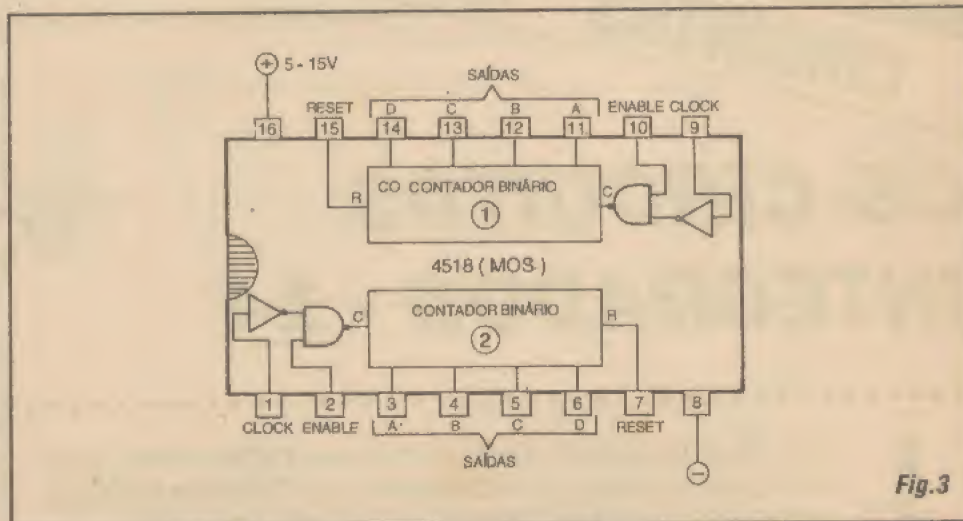 + 5 - 15V
SAÍDAS
RESET D C B A ENABLE CLOCK
16 15 14 13 12 11 10 9
R CO CONTADOR BINÁRIO C
1
4518 ( MOS )
CONTADOR BINÁRIO
C R
2
1 2 3 4 5 6 7 8
CLOCK ENABLE A B C D RESET
SAÍDAS
−
Fig.3